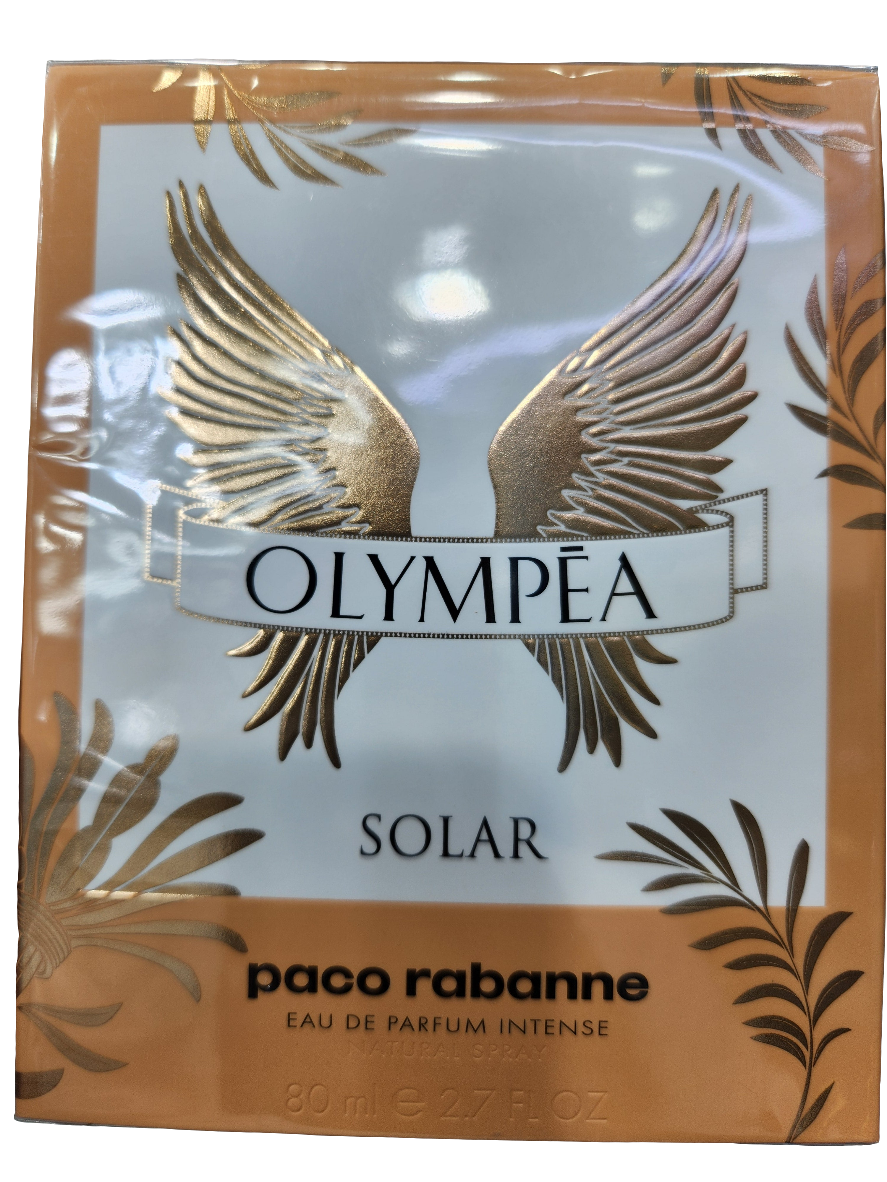 OLYMPĒA
SOLAR
paco rabanne
EAU DE PARFUM INTENSE
NATURAL SPRAY
80 ml e 2.7 FL OZ